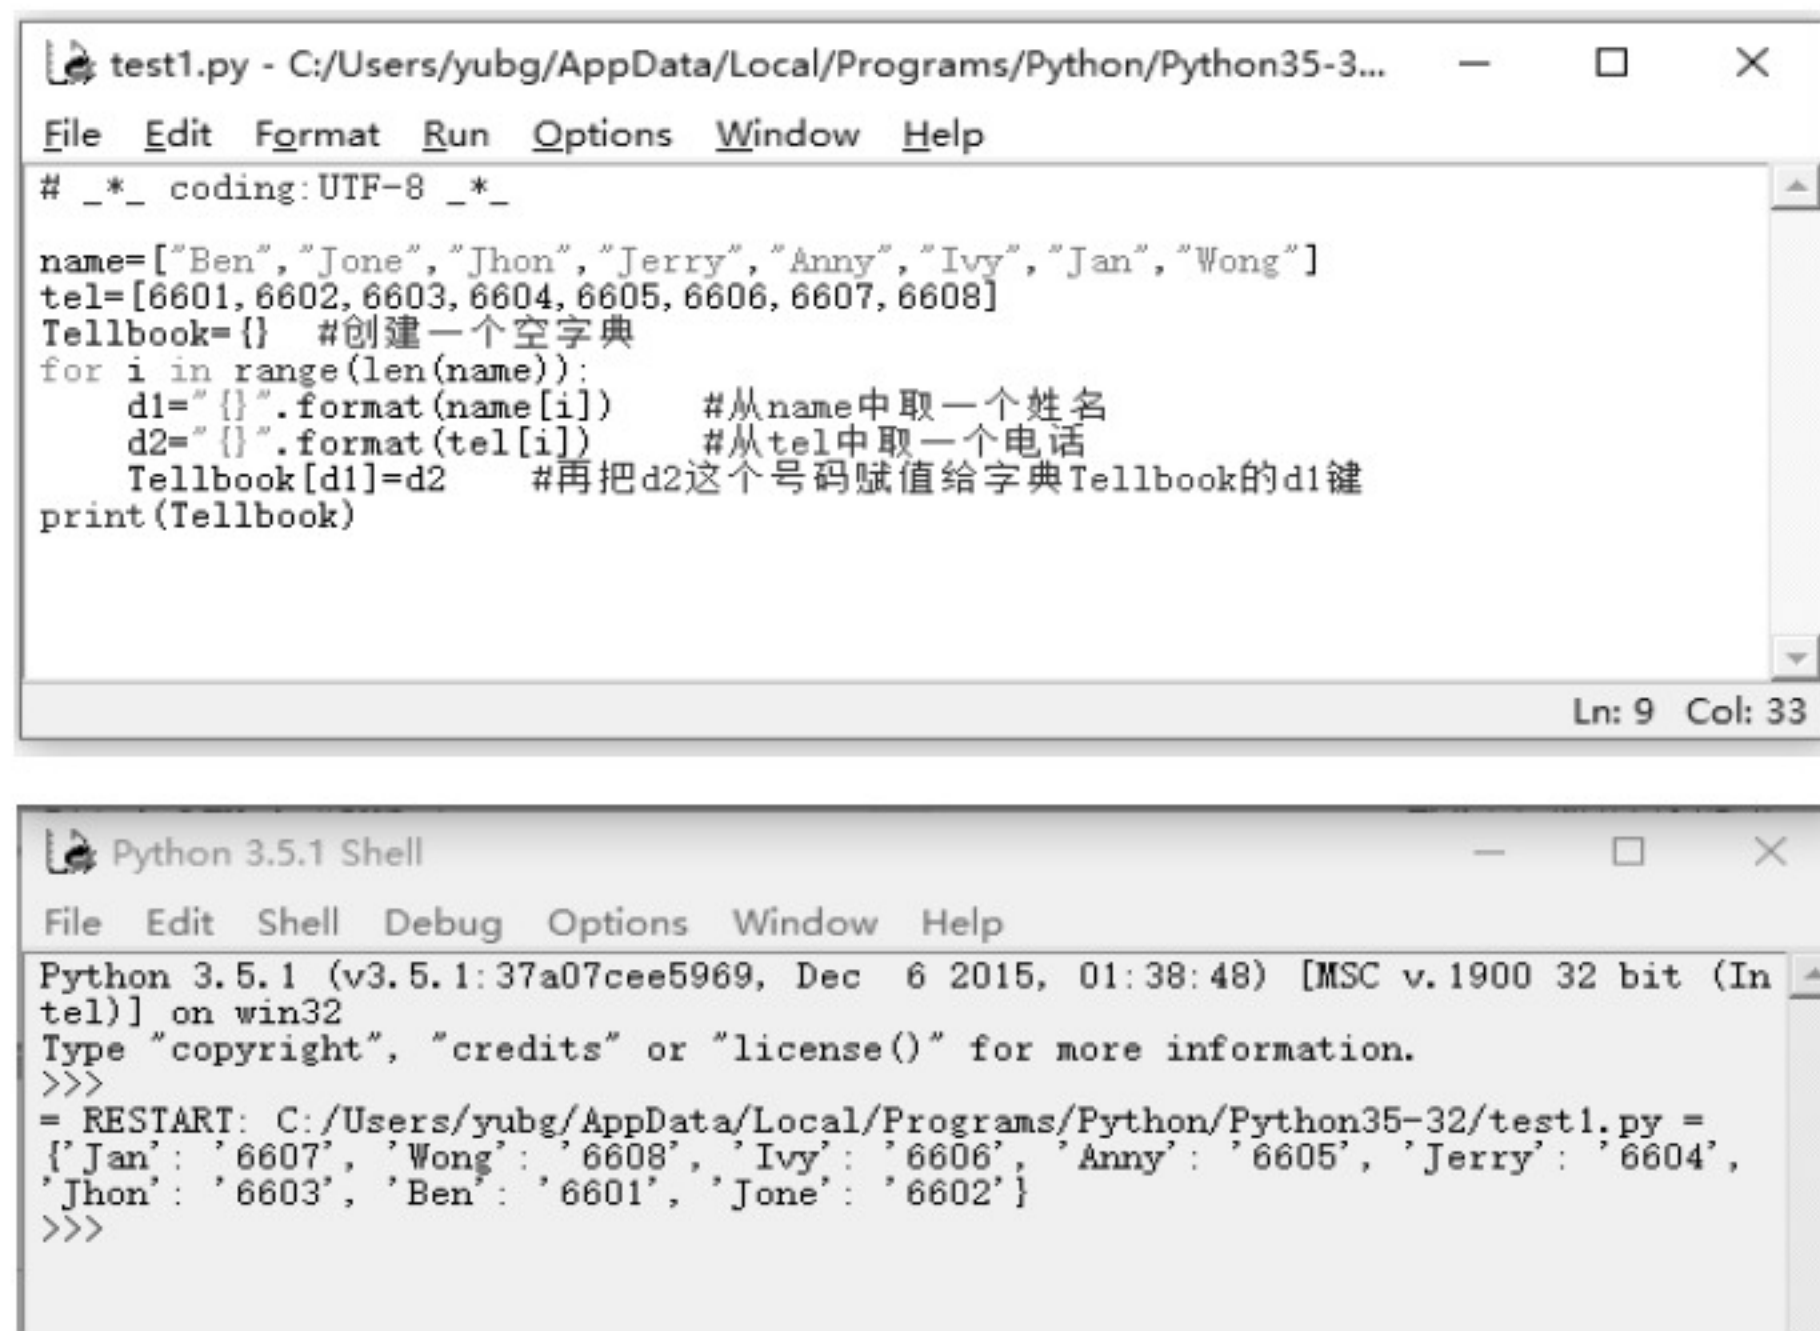 test1.py - C:/Users/yubg/AppData/Local/Programs/Python/Python35-3...
File Edit Format Run Options Window Help
# _*_ coding:UTF-8 _*_
name=["Ben","Jone","Jhon","Jerry","Anny","Ivy","Jan","Wong"]
tel=[6601,6602,6603,6604,6605,6606,6607,6608]
Tellbook={} #创建一个空字典
for i in range(len(name)):
    d1="{}".format(name[i]) #从name中取一个姓名
    d2="{}".format(tel[i]) #从tel中取一个电话
    Tellbook[d1]=d2 #再把d2这个号码赋值给字典Tellbook的d1键
print(Tellbook)
Ln: 9 Col: 33
Python 3.5.1 Shell
File Edit Shell Debug Options Window Help
Python 3.5.1 (v3.5.1:37a07cee5969, Dec  6 2015, 01:38:48) [MSC v.1900 32 bit (In
tel)] on win32
Type "copyright", "credits" or "license()" for more information.
>>>
= RESTART: C:/Users/yubg/AppData/Local/Programs/Python/Python35-32/test1.py =
{'Jan': '6607', 'Wong': '6608', 'Ivy': '6606', 'Anny': '6605', 'Jerry': '6604',
'Jhon': '6603', 'Ben': '6601', 'Jone': '6602'}
>>>